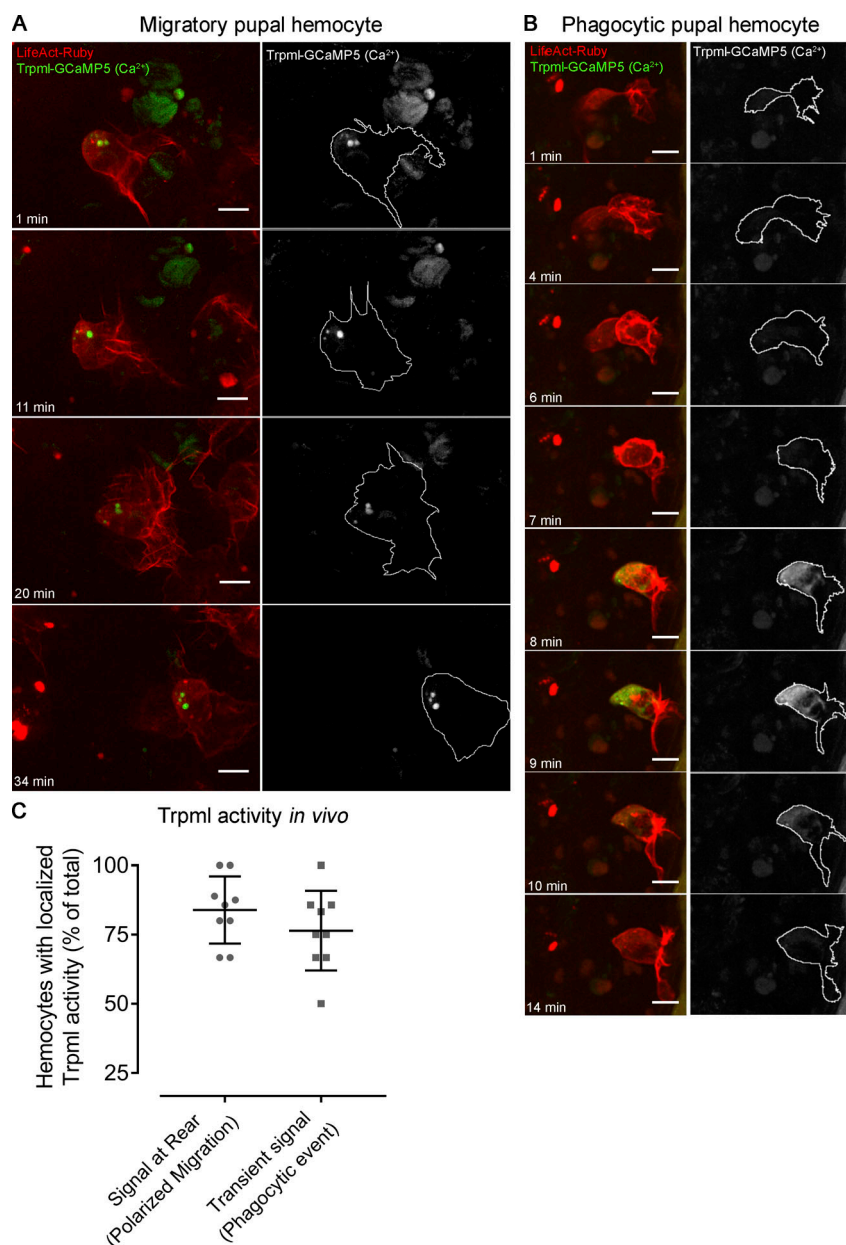 A
Migratory pupal hemocyte
LifeAct-Ruby
Trpml-GCaMP5 (Ca²⁺)
Trpml-GCaMP5 (Ca²⁺)
1 min
11 min
20 min
34 min
B
Phagocytic pupal hemocyte
LifeAct-Ruby
Trpml-GCaMP5 (Ca²⁺)
Trpml-GCaMP5 (Ca²⁺)
1 min
4 min
6 min
7 min
8 min
9 min
10 min
14 min
C
Trpml activity in vivo
Hemocytes with localized
Trpml activity (% of total)
100
75
50
25
Signal at Rear
(Polarized Migration)
Transient signal
(Phagocytic event)